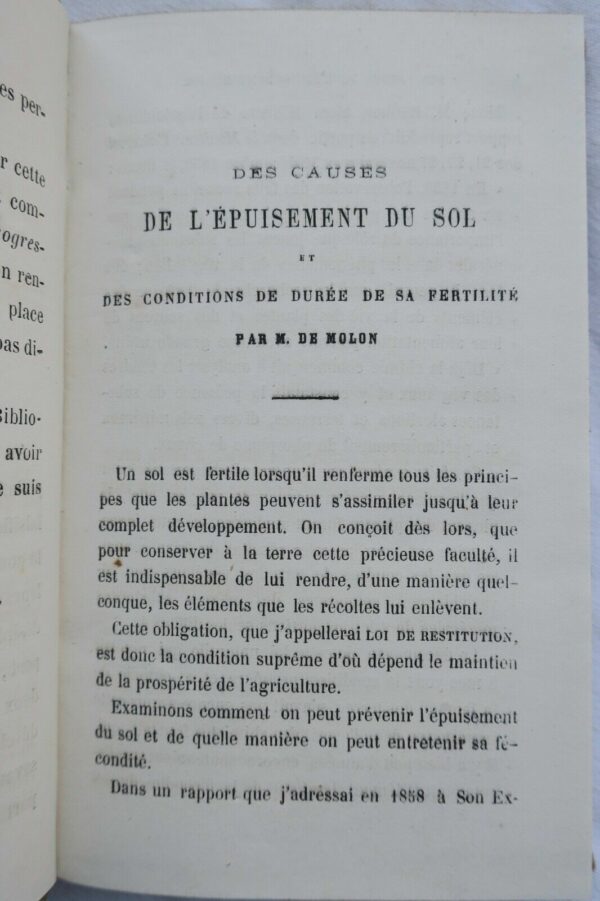 es per-
r cette
com-
ogres-
n ren-
place
pas di-
Biblio-
avoir
e suis
DES CAUSES
DE L'ÉPUISEMENT DU SOL
ET
DES CONDITIONS DE DURÉE DE SA FERTILITÉ
PAR M. DE MOLON
Un sol est fertile lorsqu'il renferme tous les princi-
pes que les plantes peuvent s'assimiler jusqu'à leur
complet développement. On conçoit dès lors, que
pour conserver à la terre cette précieuse faculté, il
est indispensable de lui rendre, d'une manière quel-
conque, les éléments que les récoltes lui enlèvent.
Cette obligation, que j'appellerai LOI DE RESTITUTION,
est donc la condition suprême d'où dépend le maintien
de la prospérité de l'agriculture.
Examinons comment on peut prévenir l'épuisement
du sol et de quelle manière on peut entretenir sa fé-
condité.
Dans un rapport que j'adressai en 1858 à Son Ex-